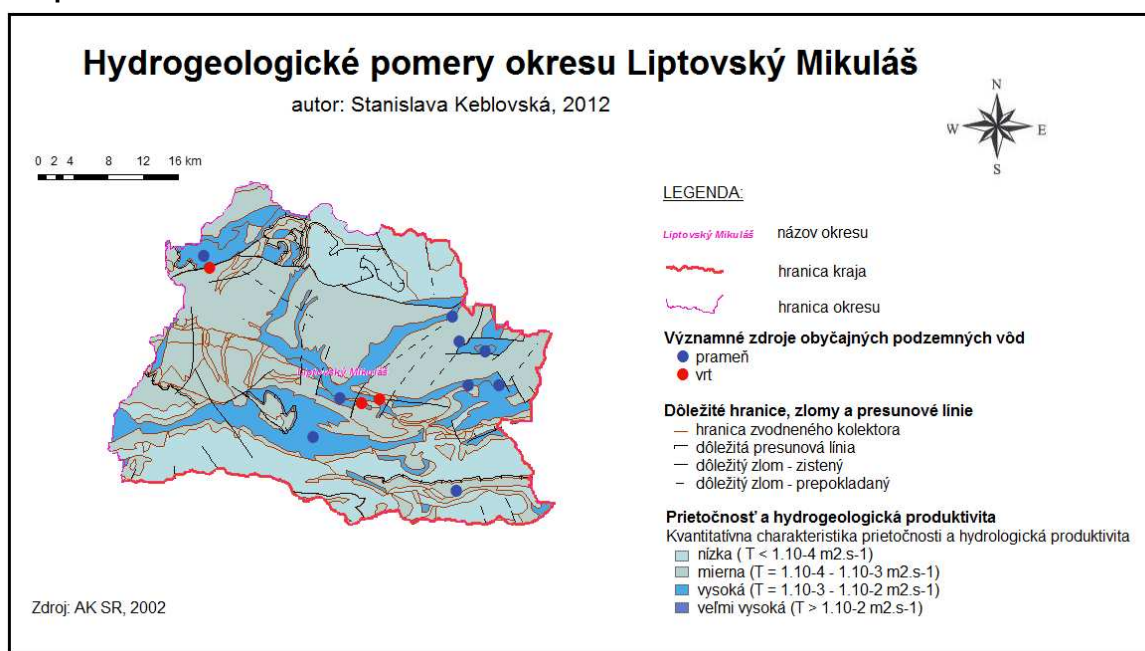 Hydrogeologické pomery okresu Liptovský Mikuláš
autor: Stanislava Keblovská, 2012
N
W E
S
0 2 4 8 12 16 km
LEGENDA:
Liptovský Mikuláš názov okresu
hranica kraja
hranica okresu
Významné zdroje obyčajných podzemných vôd
prameň
vrt
Dôležité hranice, zlomy a presunové línie
hranica zvodneného kolektora
dôležitá presunová línia
dôležitý zlom - zistený
dôležitý zlom - prepokladaný
Prietočnosť a hydrogeologická produktivita
Kvantitatívna charakteristika prietočnosti a hydrologická produktivita
nízka ( T < 1.10-4 m2.s-1)
mierna (T = 1.10-4 - 1.10-3 m2.s-1)
vysoká (T = 1.10-3 - 1.10-2 m2.s-1)
veľmi vysoká (T > 1.10-2 m2.s-1)
Liptovský Mikuláš
Zdroj: AK SR, 2002